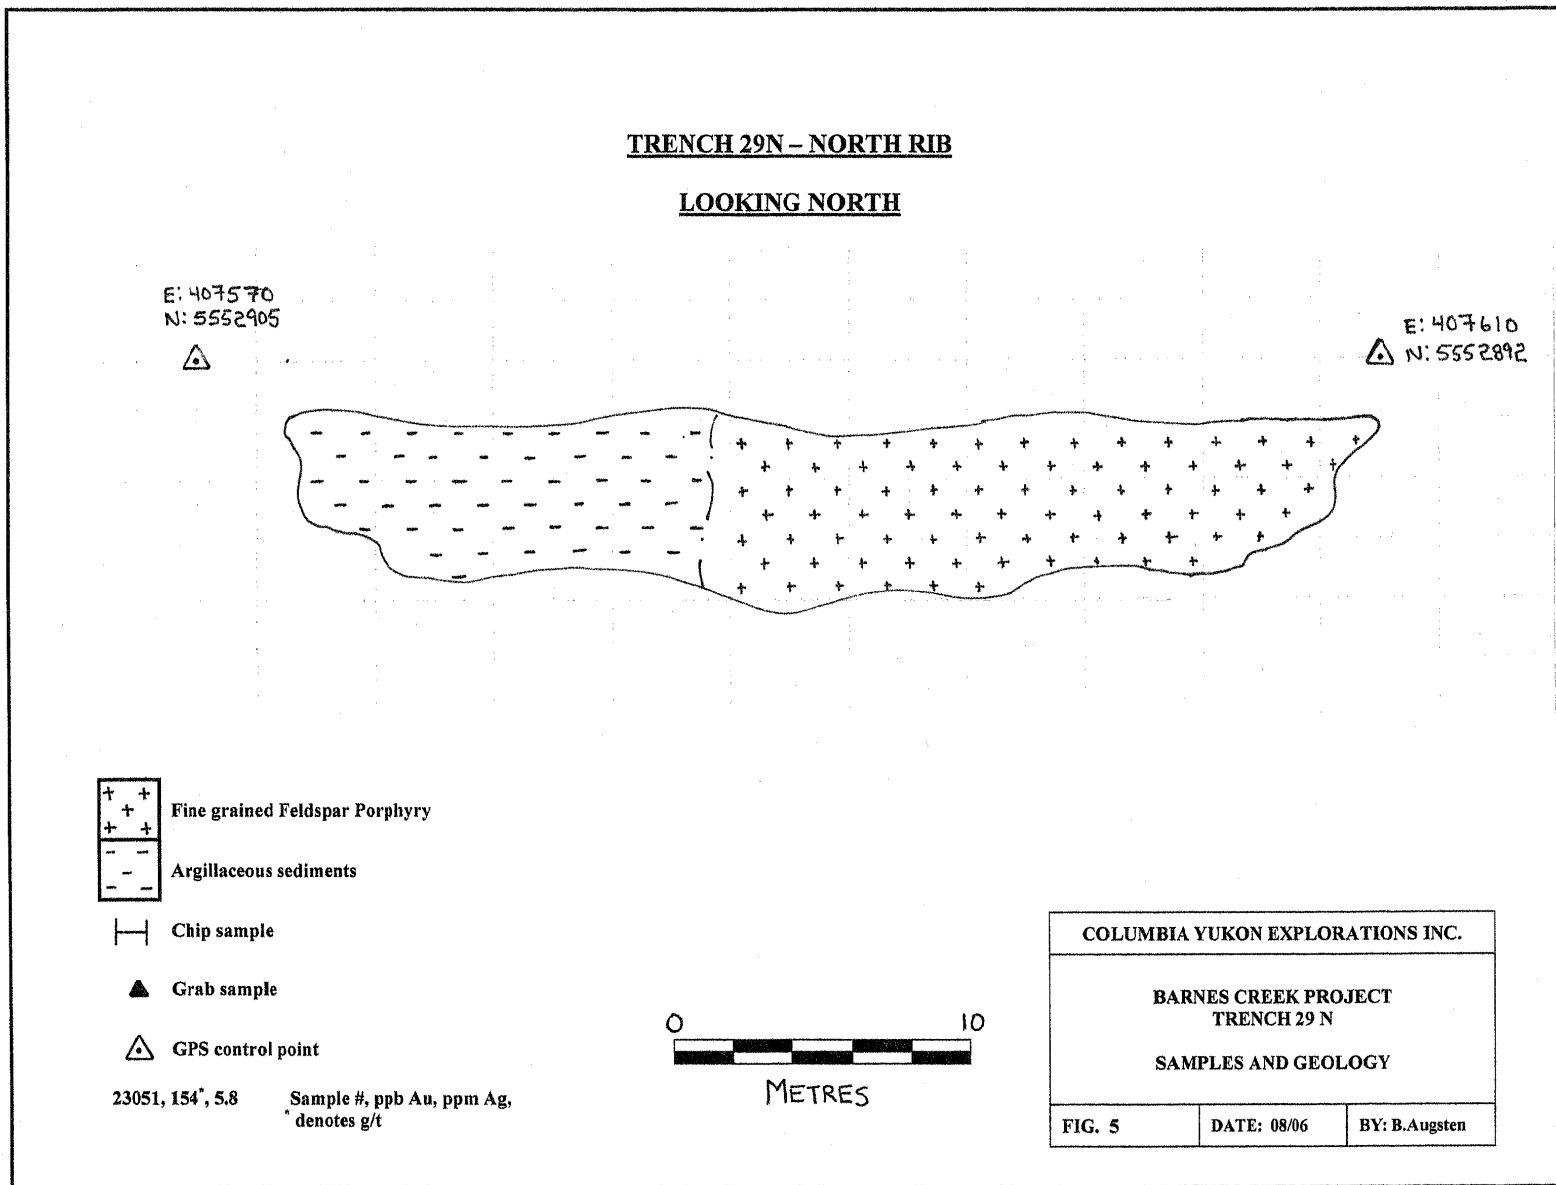 TRENCH 29N – NORTH RIB
LOOKING NORTH
E: 407570
N: 5552905
E: 407610
N: 5552892
Fine grained Feldspar Porphyry
Argillaceous sediments
Chip sample
Grab sample
GPS control point
23051, 154*, 5.8 Sample #, ppb Au, ppm Ag,
* denotes g/t
0 10
METRES
COLUMBIA YUKON EXPLORATIONS INC.
BARNES CREEK PROJECT
TRENCH 29 N
SAMPLES AND GEOLOGY
FIG. 5 DATE: 08/06 BY: B.Augsten